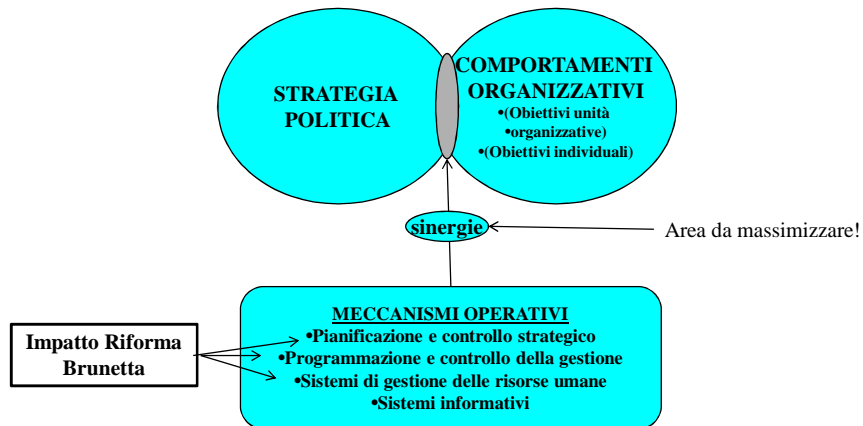 STRATEGIA
POLITICA
COMPORTAMENTI
ORGANIZZATIVI
•(Obiettivi unità
•organizzative)
•(Obiettivi individuali)
sinergie
Area da massimizzare!
Impatto Riforma
Brunetta
MECCANISMI OPERATIVI
•Pianificazione e controllo strategico
•Programmazione e controllo della gestione
•Sistemi di gestione delle risorse umane
•Sistemi informativi